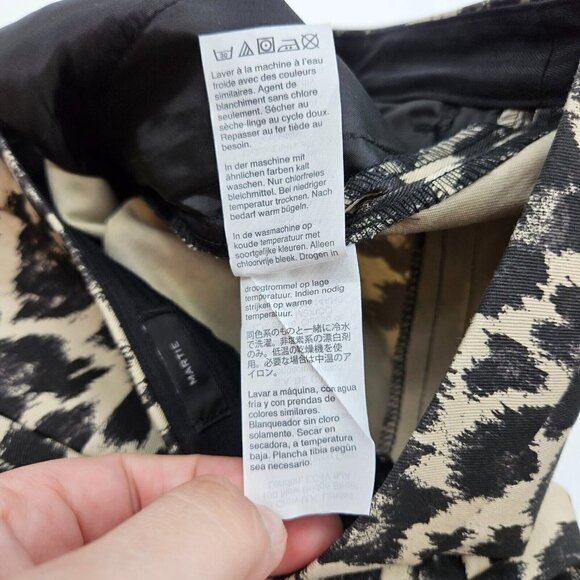 30
Laver à la machine à l'eau
froide avec des couleurs
similaires. Agent de
blanchiment sans chlore
seulement. Sécher au
sèche-linge au cycle doux.
Repasser au fer tiède au
besoin.
In der maschine mit
ähnlichen farben kalt
waschen. Nur chlorfreies
bleichmittel. Bei niedriger
temperatur trocknen. Nach
bedarf warm bügeln.
In de wasmachine op
koude temperatuur met
soortgelijke kleuren. Alleen
chloorvrije bleek. Drogen in
droogtrommel op lage
temperatuur. Indien nodig
strijken op warme
temperatuur.
同色系のものと一緒に冷水
で洗濯。非塩素系の漂白剤
のみ。低温の乾燥機を使
用。必要な場合は中温のア
イロン。
Lavar a máquina, con agua
fria y con prendas de
colores similares.
Blanqueador sin cloro
solamente. Secar en
secadora, a temperatura
baja. Plancha tibia según
sea necesario.
MARTIE